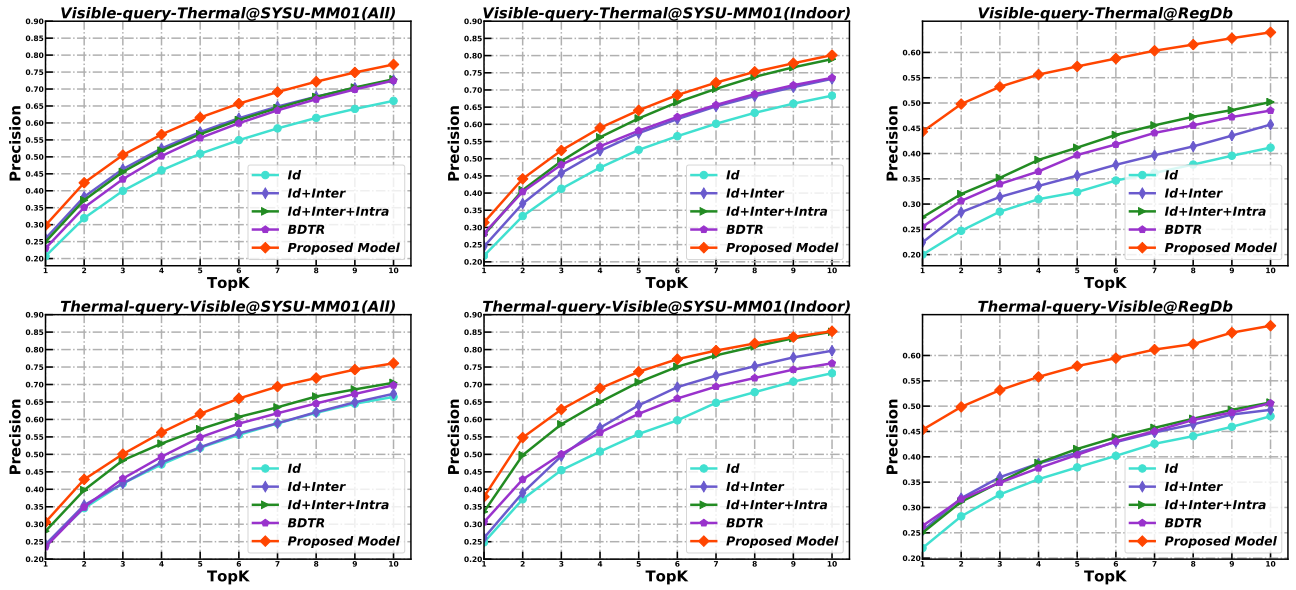 Visible-query-Thermal@SYSU-MM01(All)
0.90
0.85
0.80
0.75
0.70
0.65
0.60
0.55
0.50
0.45
0.40
0.35
0.30
0.25
0.20
Precision
Id
Id+Inter
Id+Inter+Intra
BDTR
Proposed Model
1 2 3 4 5 6 7 8 9 10
TopK
Visible-query-Thermal@SYSU-MM01(Indoor)
0.90
0.85
0.80
0.75
0.70
0.65
0.60
0.55
0.50
0.45
0.40
0.35
0.30
0.25
0.20
Precision
Id
Id+Inter
Id+Inter+Intra
BDTR
Proposed Model
1 2 3 4 5 6 7 8 9 10
TopK
Visible-query-Thermal@RegDb
0.60
0.55
0.50
0.45
0.40
0.35
0.30
0.25
0.20
Precision
Id
Id+Inter
Id+Inter+Intra
BDTR
Proposed Model
1 2 3 4 5 6 7 8 9 10
TopK
Thermal-query-Visible@SYSU-MM01(All)
0.90
0.85
0.80
0.75
0.70
0.65
0.60
0.55
0.50
0.45
0.40
0.35
0.30
0.25
0.20
Precision
Id
Id+Inter
Id+Inter+Intra
BDTR
Proposed Model
1 2 3 4 5 6 7 8 9 10
TopK
Thermal-query-Visible@SYSU-MM01(Indoor)
0.90
0.85
0.80
0.75
0.70
0.65
0.60
0.55
0.50
0.45
0.40
0.35
0.30
0.25
0.20
Precision
Id
Id+Inter
Id+Inter+Intra
BDTR
Proposed Model
1 2 3 4 5 6 7 8 9 10
TopK
Thermal-query-Visible@RegDb
0.60
0.55
0.50
0.45
0.40
0.35
0.30
0.25
0.20
Precision
Id
Id+Inter
Id+Inter+Intra
BDTR
Proposed Model
1 2 3 4 5 6 7 8 9 10
TopK